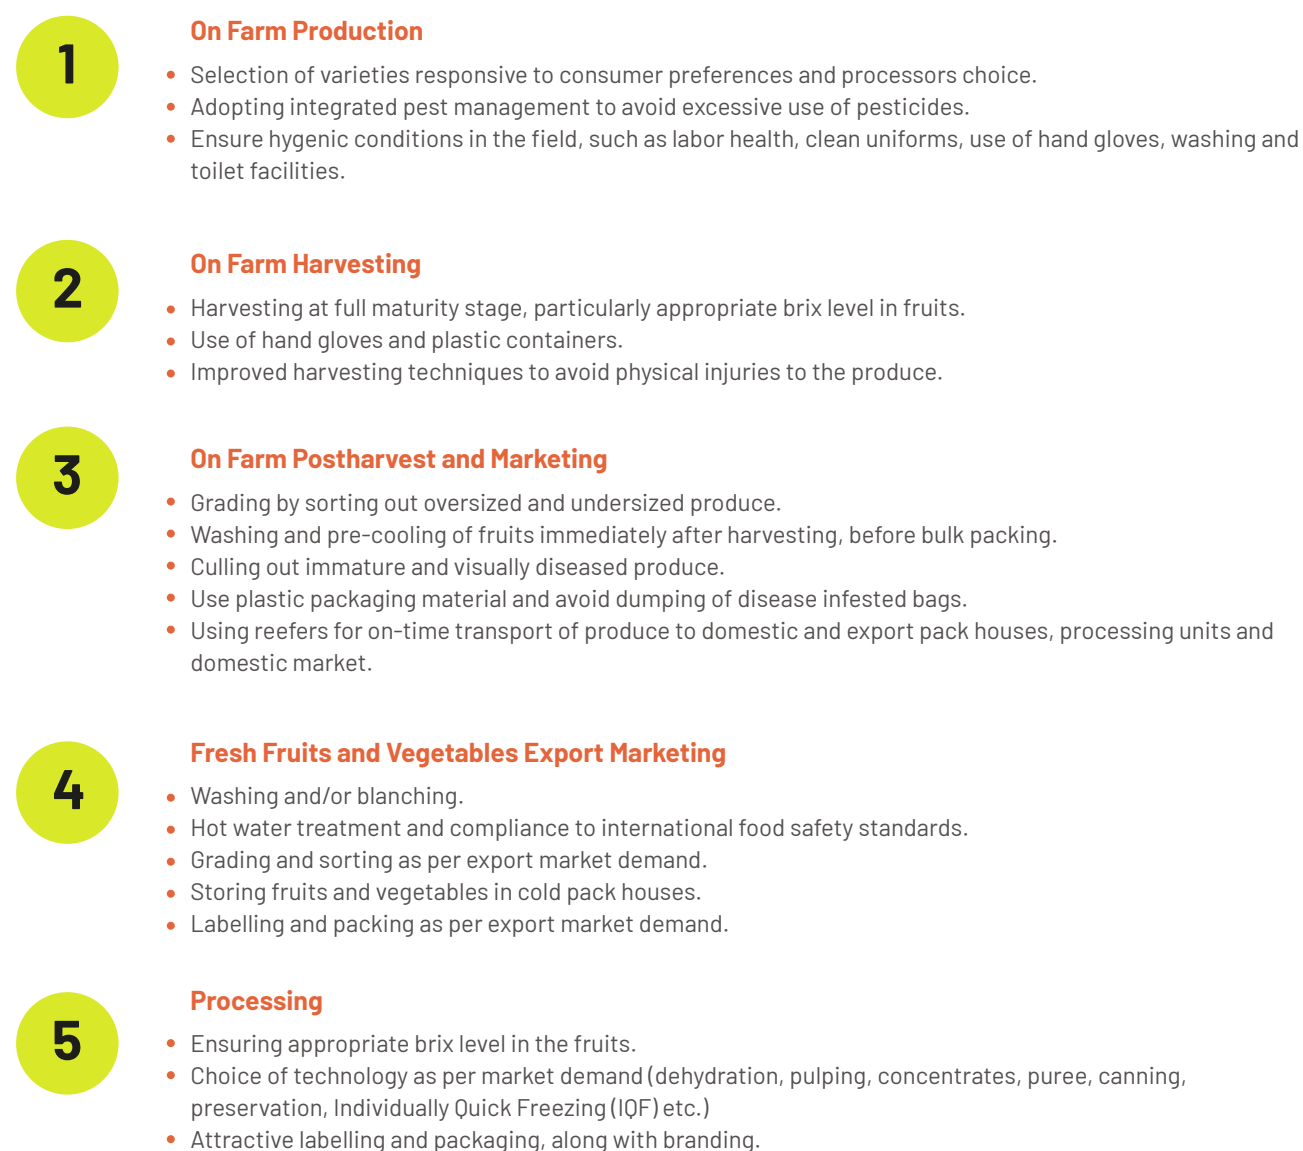 1
On Farm Production
• Selection of varieties responsive to consumer preferences and processors choice.
• Adopting integrated pest management to avoid excessive use of pesticides.
• Ensure hygenic conditions in the field, such as labor health, clean uniforms, use of hand gloves, washing and
toilet facilities.
2
On Farm Harvesting
• Harvesting at full maturity stage, particularly appropriate brix level in fruits.
• Use of hand gloves and plastic containers.
• Improved harvesting techniques to avoid physical injuries to the produce.
3
On Farm Postharvest and Marketing
• Grading by sorting out oversized and undersized produce.
• Washing and pre-cooling of fruits immediately after harvesting, before bulk packing.
• Culling out immature and visually diseased produce.
• Use plastic packaging material and avoid dumping of disease infested bags.
• Using reefers for on-time transport of produce to domestic and export pack houses, processing units and
domestic market.
4
Fresh Fruits and Vegetables Export Marketing
• Washing and/or blanching.
• Hot water treatment and compliance to international food safety standards.
• Grading and sorting as per export market demand.
• Storing fruits and vegetables in cold pack houses.
• Labelling and packing as per export market demand.
5
Processing
• Ensuring appropriate brix level in the fruits.
• Choice of technology as per market demand (dehydration, pulping, concentrates, puree, canning,
preservation, Individually Quick Freezing (IQF) etc.)
• Attractive labelling and packaging, along with branding.